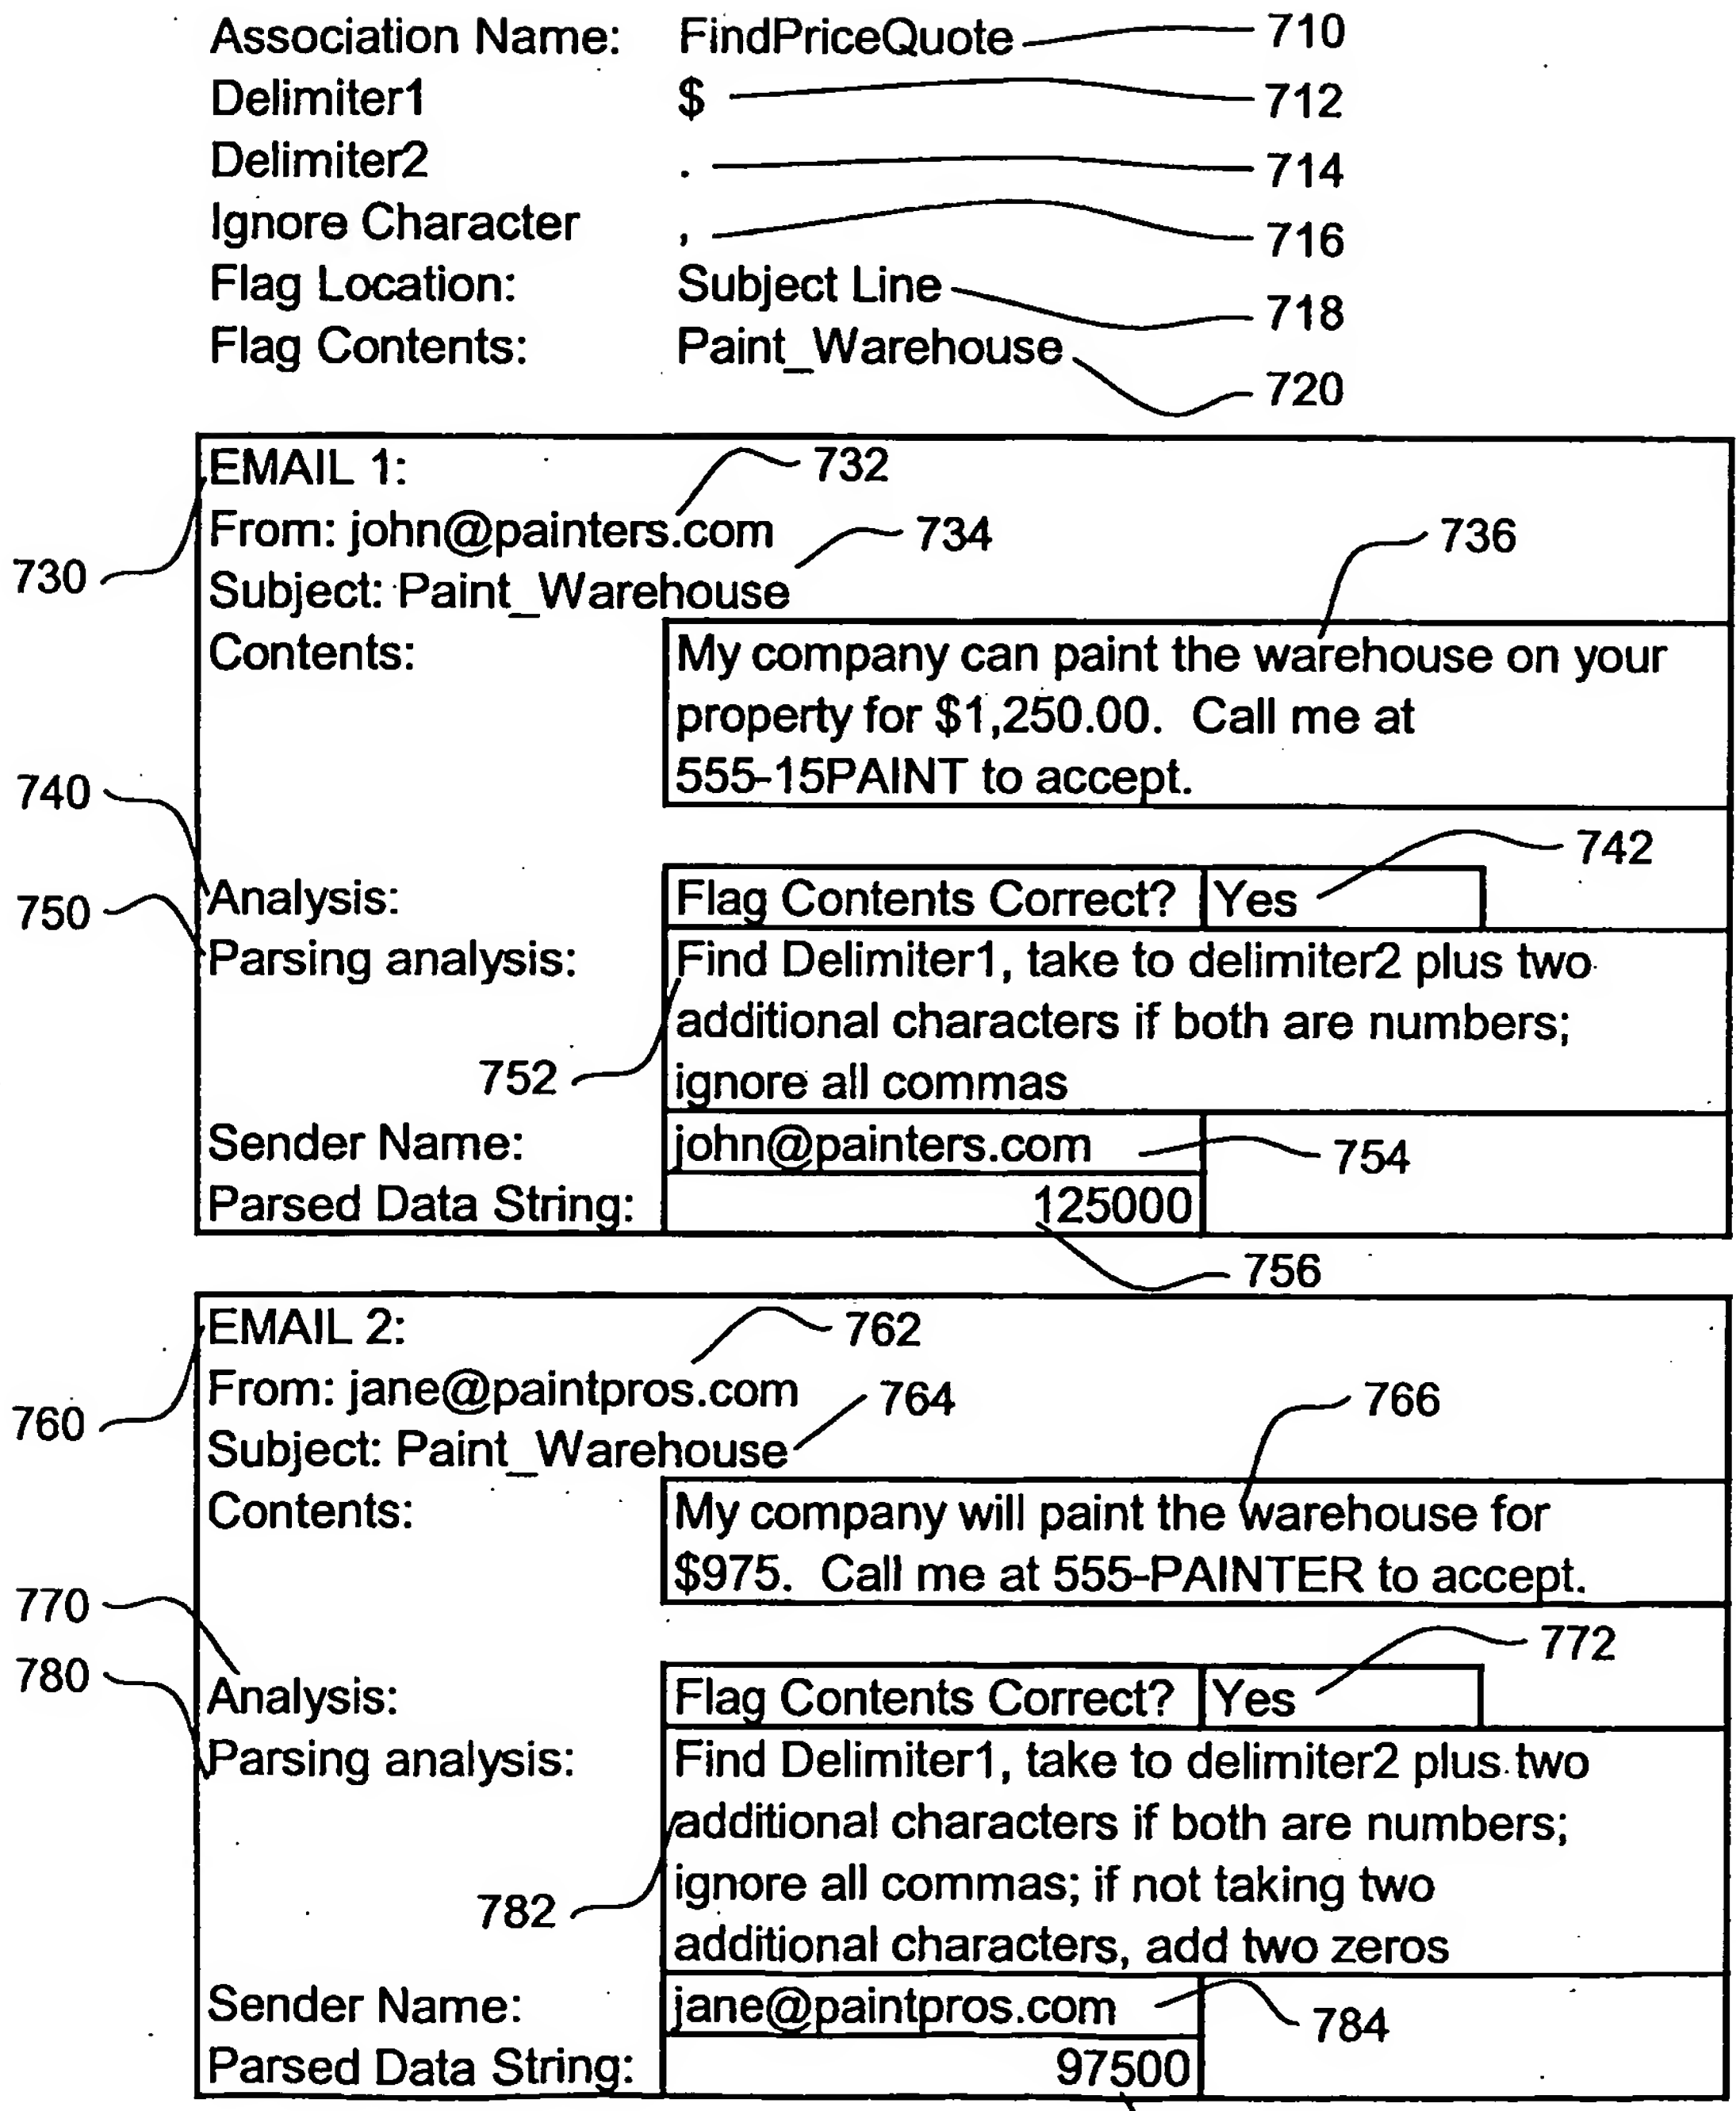 Association Name: FindPriceQuote 710
Delimiter1 $ 712
Delimiter2 . 714
Ignore Character , 716
Flag Location: Subject Line 718
Flag Contents: Paint_Warehouse 720
EMAIL 1: 732
From: john@painters.com 734 736
730
Subject: Paint_Warehouse
Contents: My company can paint the warehouse on your
property for $1,250.00. Call me at
555-15PAINT to accept.
740
742
Analysis: Flag Contents Correct? Yes
750
Parsing analysis: Find Delimiter1, take to delimiter2 plus two
additional characters if both are numbers;
752 ignore all commas
Sender Name: john@painters.com 754
Parsed Data String: 125000
756
EMAIL 2: 762
From: jane@paintpros.com 764 766
760
Subject: Paint_Warehouse
Contents: My company will paint the warehouse for
$975. Call me at 555-PAINTER to accept.
770
772
780
Analysis: Flag Contents Correct? Yes
Parsing analysis: Find Delimiter1, take to delimiter2 plus two
additional characters if both are numbers;
782 ignore all commas; if not taking two
additional characters, add two zeros
Sender Name: jane@paintpros.com 784
Parsed Data String: 97500